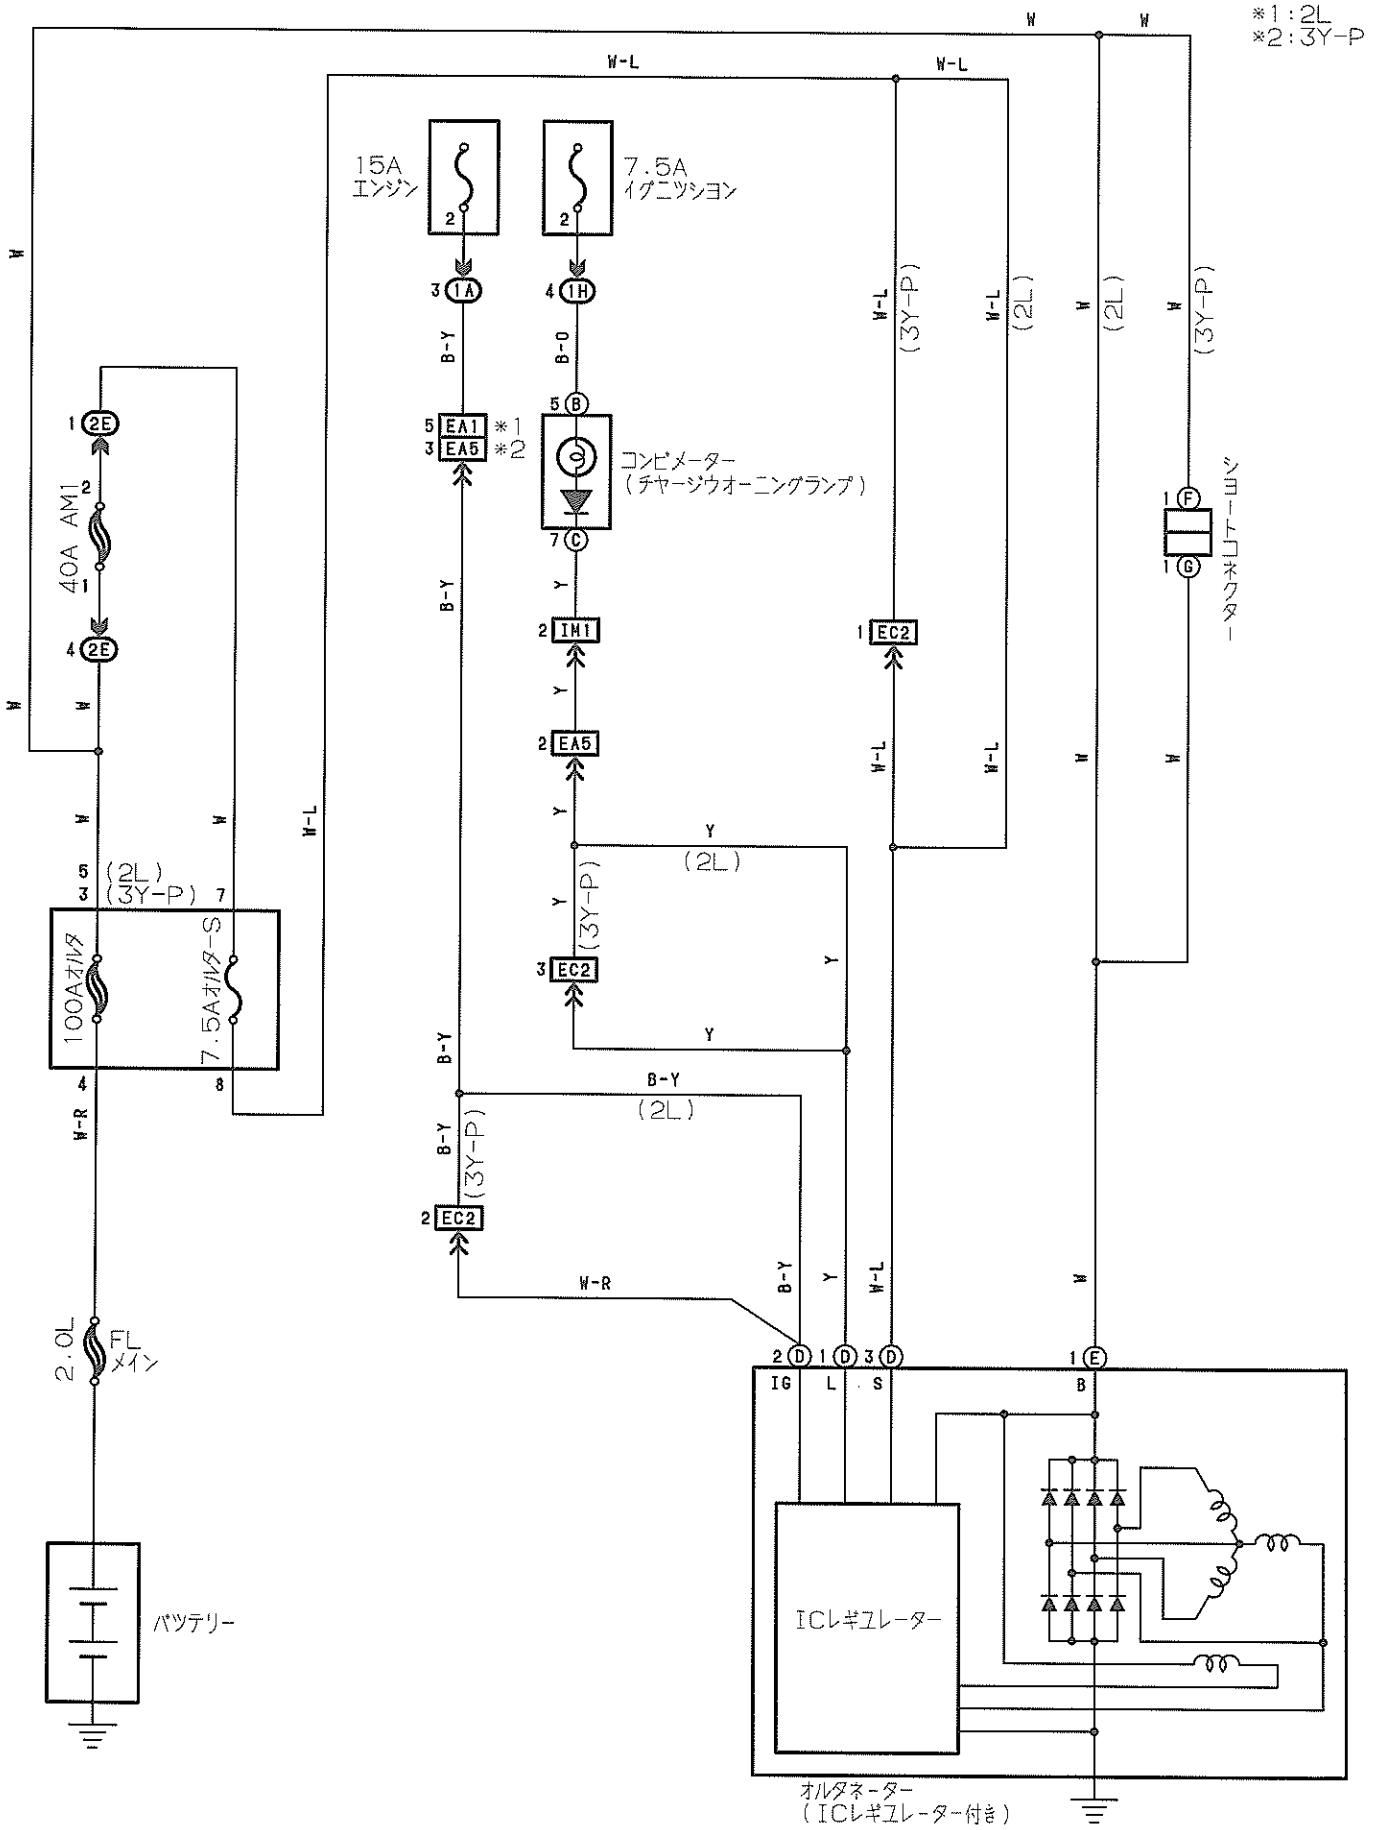 *1:2L
*2:3Y-P
W
W
W-L
W-L
15A
エンジン
2
7.5A
イグニツシヨン
2
W
3 1A
4 1H
W-L
(3Y-P)
W-L
(2L)
W
(2L)
W
(3Y-P)
B-Y
B-O
5 B
1 2E
5 EA1 *1
3 EA5 *2
コンビメーター
(チヤージウオーニングランプ)
2
40A AM1
1
1 F
シヨートコネクター
1 G
7 C
B-Y
Y
4 2E
2 IM1
1 EC2
W
W
Y
2 EA5
W-L
W-L
W
W
W
W
W-L
Y
Y
(2L)
5 (2L)
3 (3Y-P)
7
Y
(3Y-P)
100Aオルタ
7.5Aオルタ-S
3 EC2
Y
4
8
B-Y
Y
B-Y
(2L)
W-R
B-Y
(3Y-P)
2 EC2
W-R
B-Y
Y
W-L
W
2.0L
FL
メイン
2 D
1 D
3 D
1 E
IG
L
S
B
バツテリー
ICレギユレーター
オルタネーター
(ICレギユレーター付き)